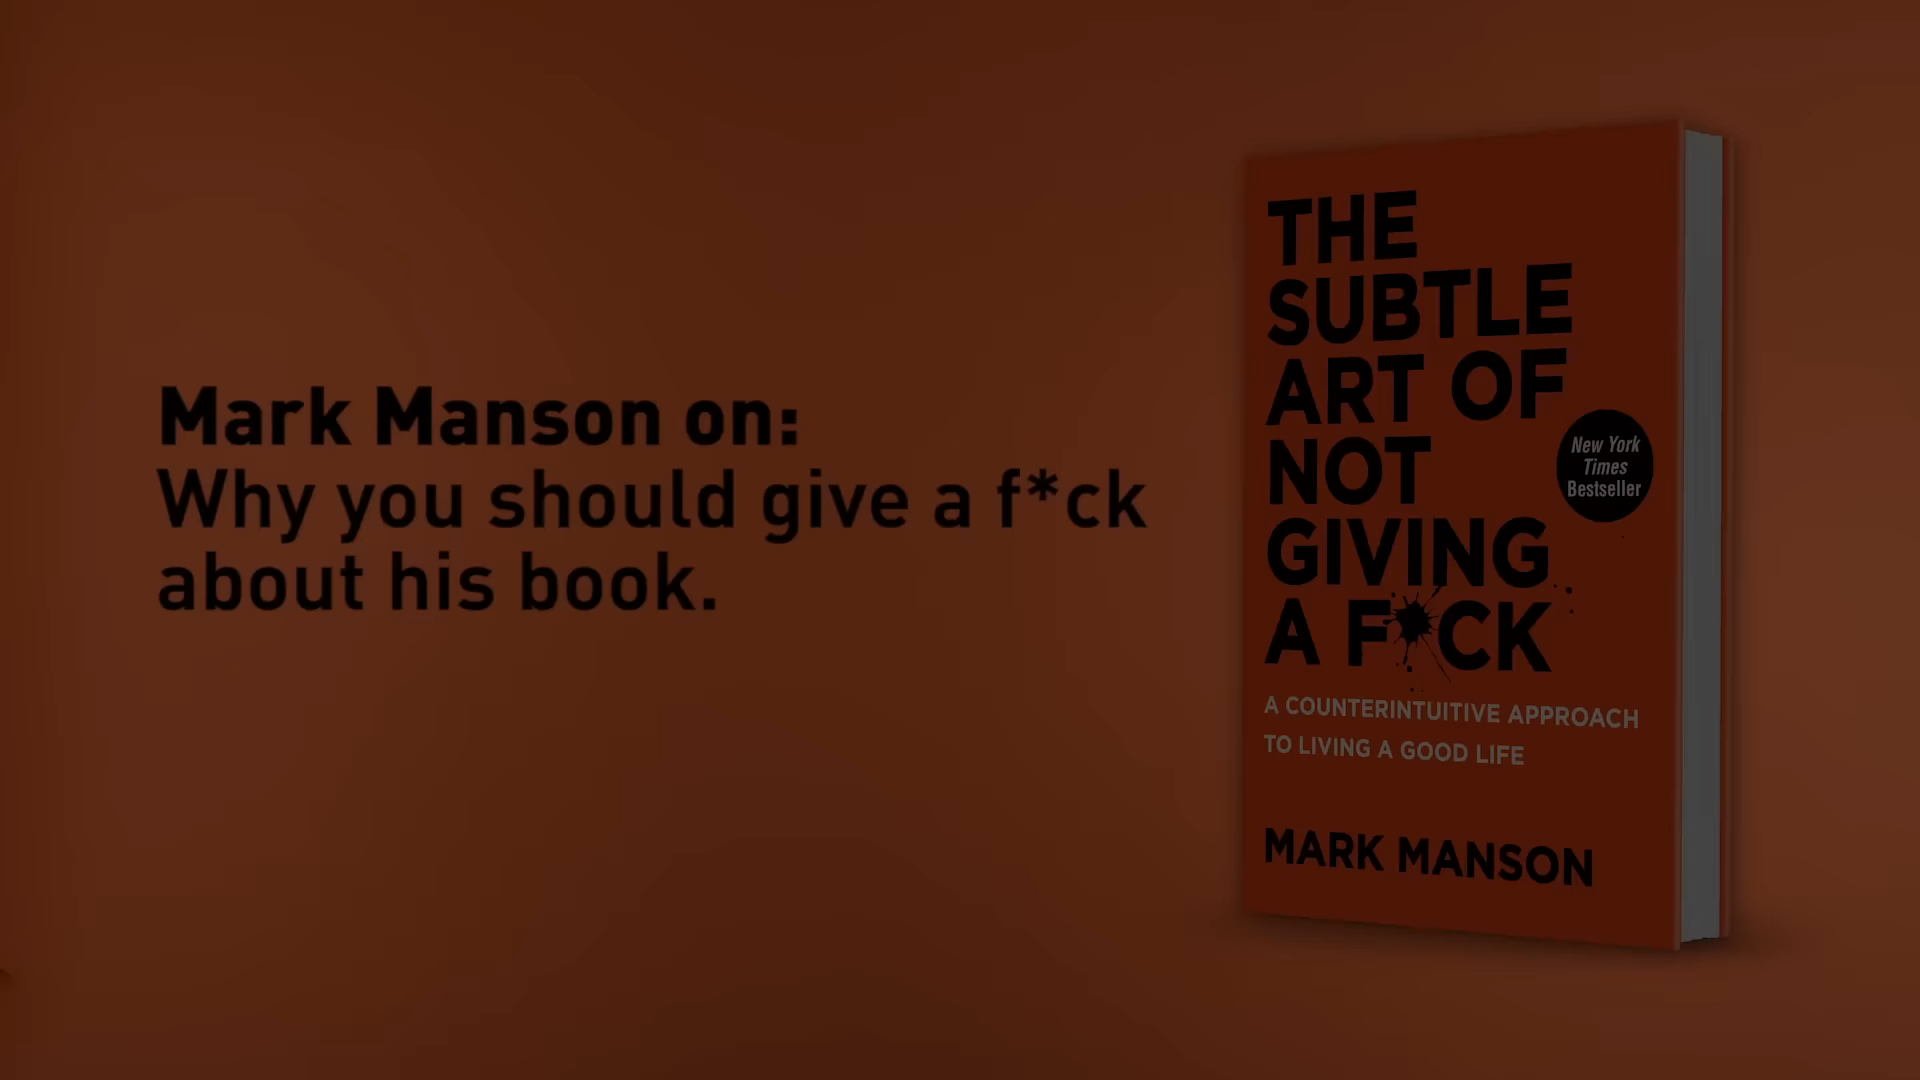 Mark Manson on:
Why you should give a f*ck
about his book.
THE
SUBTLE
ART OF
NOT
GIVING
A F*CK
New York
Times
Bestseller
A COUNTERINTUITIVE APPROACH
TO LIVING A GOOD LIFE
MARK MANSON